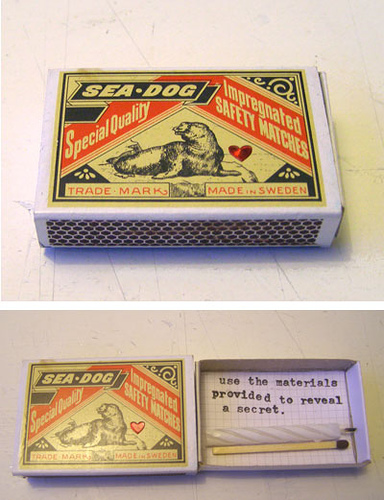 SEA-DOG
Special Quality
Impregnated
SAFETY MATCHES
TRADE-MARK
MADE IN SWEDEN
SEA-DOG
Special Quality
Impregnated
SAFETY MATCHES
TRADE-MARK
MADE IN SWEDEN
use the materials
provided to reveal
a secret.